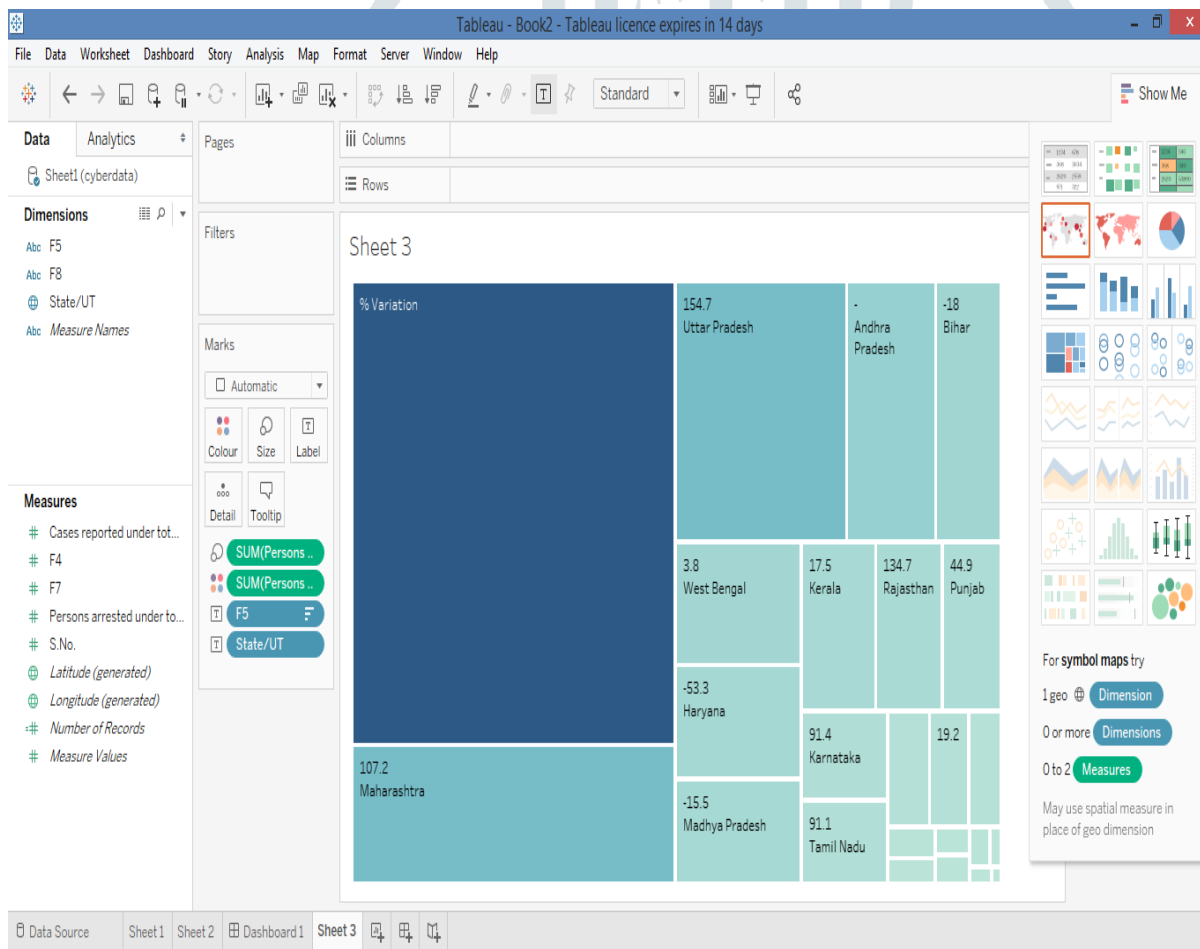 Tableau - Book2 - Tableau licence expires in 14 days
File Data Worksheet Dashboard Story Analysis Map Format Server Window Help
Standard
Show Me
Data Analytics
Sheet1 (cyberdata)
Dimensions
Abc F5
Abc F8
State/UT
Abc Measure Names
Measures
Cases reported under tot...
F4
F7
Persons arrested under to...
S.No.
Latitude (generated)
Longitude (generated)
Number of Records
Measure Values
Pages
Filters
Marks
Automatic
Colour Size Label
Detail Tooltip
SUM(Persons ..
SUM(Persons ..
F5
State/UT
Columns
Rows
Sheet 3
% Variation
107.2
Maharashtra
154.7
Uttar Pradesh
-
Andhra
Pradesh
-18
Bihar
3.8
West Bengal
17.5
Kerala
134.7
Rajasthan
44.9
Punjab
-53.3
Haryana
91.4
Karnataka
19.2
-15.5
Madhya Pradesh
91.1
Tamil Nadu
For symbol maps try
1 geo Dimension
0 or more Dimensions
0 to 2 Measures
May use spatial measure in
place of geo dimension
Data Source Sheet 1 Sheet 2 Dashboard 1 Sheet 3